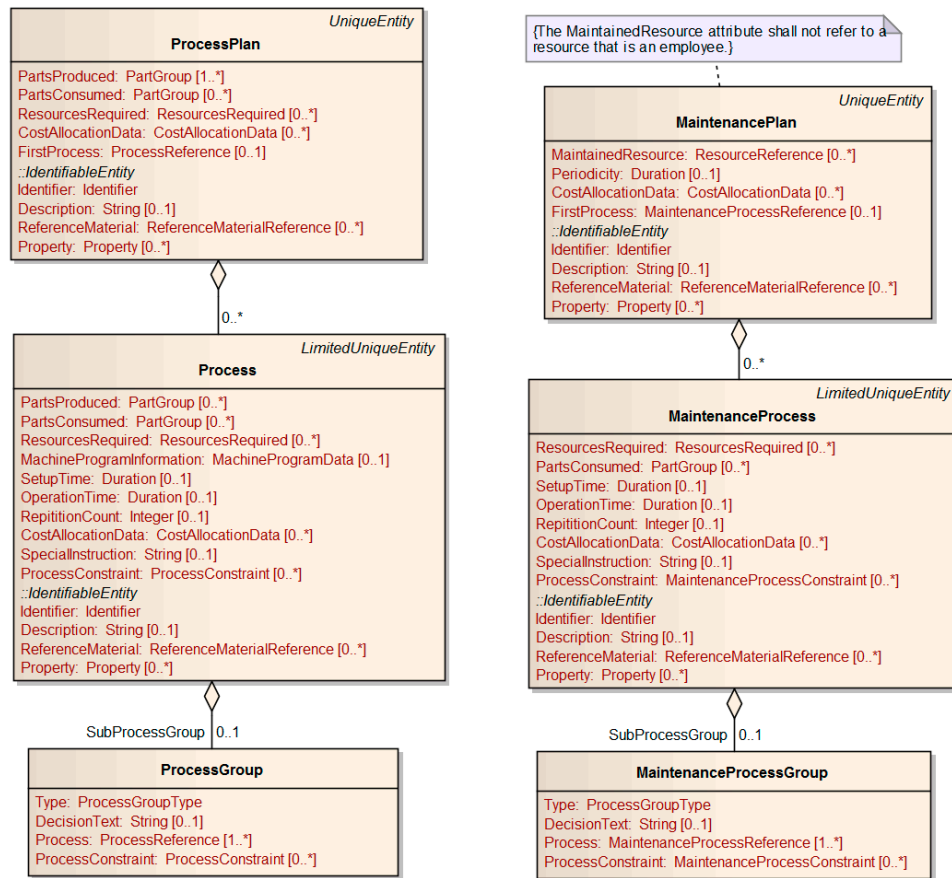 UniqueEntity
ProcessPlan
PartsProduced: PartGroup [1..*]
PartsConsumed: PartGroup [0..*]
ResourcesRequired: ResourcesRequired [0..*]
CostAllocationData: CostAllocationData [0..*]
FirstProcess: ProcessReference [0..1]
::IdentifiableEntity
Identifier: Identifier
Description: String [0..1]
ReferenceMaterial: ReferenceMaterialReference [0..*]
Property: Property [0..*]
0..*
LimitedUniqueEntity
Process
PartsProduced: PartGroup [0..*]
PartsConsumed: PartGroup [0..*]
ResourcesRequired: ResourcesRequired [0..*]
MachineProgramInformation: MachineProgramData [0..1]
SetupTime: Duration [0..1]
OperationTime: Duration [0..1]
RepititionCount: Integer [0..1]
CostAllocationData: CostAllocationData [0..*]
SpecialInstruction: String [0..1]
ProcessConstraint: ProcessConstraint [0..*]
::IdentifiableEntity
Identifier: Identifier
Description: String [0..1]
ReferenceMaterial: ReferenceMaterialReference [0..*]
Property: Property [0..*]
SubProcessGroup 0..1
ProcessGroup
Type: ProcessGroupType
DecisionText: String [0..1]
Process: ProcessReference [1..*]
ProcessConstraint: ProcessConstraint [0..*]
{The MaintainedResource attribute shall not refer to a
resource that is an employee.}
UniqueEntity
MaintenancePlan
MaintainedResource: ResourceReference [0..*]
Periodicity: Duration [0..1]
CostAllocationData: CostAllocationData [0..*]
FirstProcess: MaintenanceProcessReference [0..1]
::IdentifiableEntity
Identifier: Identifier
Description: String [0..1]
ReferenceMaterial: ReferenceMaterialReference [0..*]
Property: Property [0..*]
0..*
LimitedUniqueEntity
MaintenanceProcess
ResourcesRequired: ResourcesRequired [0..*]
PartsConsumed: PartGroup [0..*]
SetupTime: Duration [0..1]
OperationTime: Duration [0..1]
RepititionCount: Integer [0..1]
CostAllocationData: CostAllocationData [0..*]
SpecialInstruction: String [0..1]
ProcessConstraint: MaintenanceProcessConstraint [0..*]
::IdentifiableEntity
Identifier: Identifier
Description: String [0..1]
ReferenceMaterial: ReferenceMaterialReference [0..*]
Property: Property [0..*]
SubProcessGroup 0..1
MaintenanceProcessGroup
Type: ProcessGroupType
DecisionText: String [0..1]
Process: MaintenanceProcessReference [1..*]
ProcessConstraint: MaintenanceProcessConstraint [0..*]